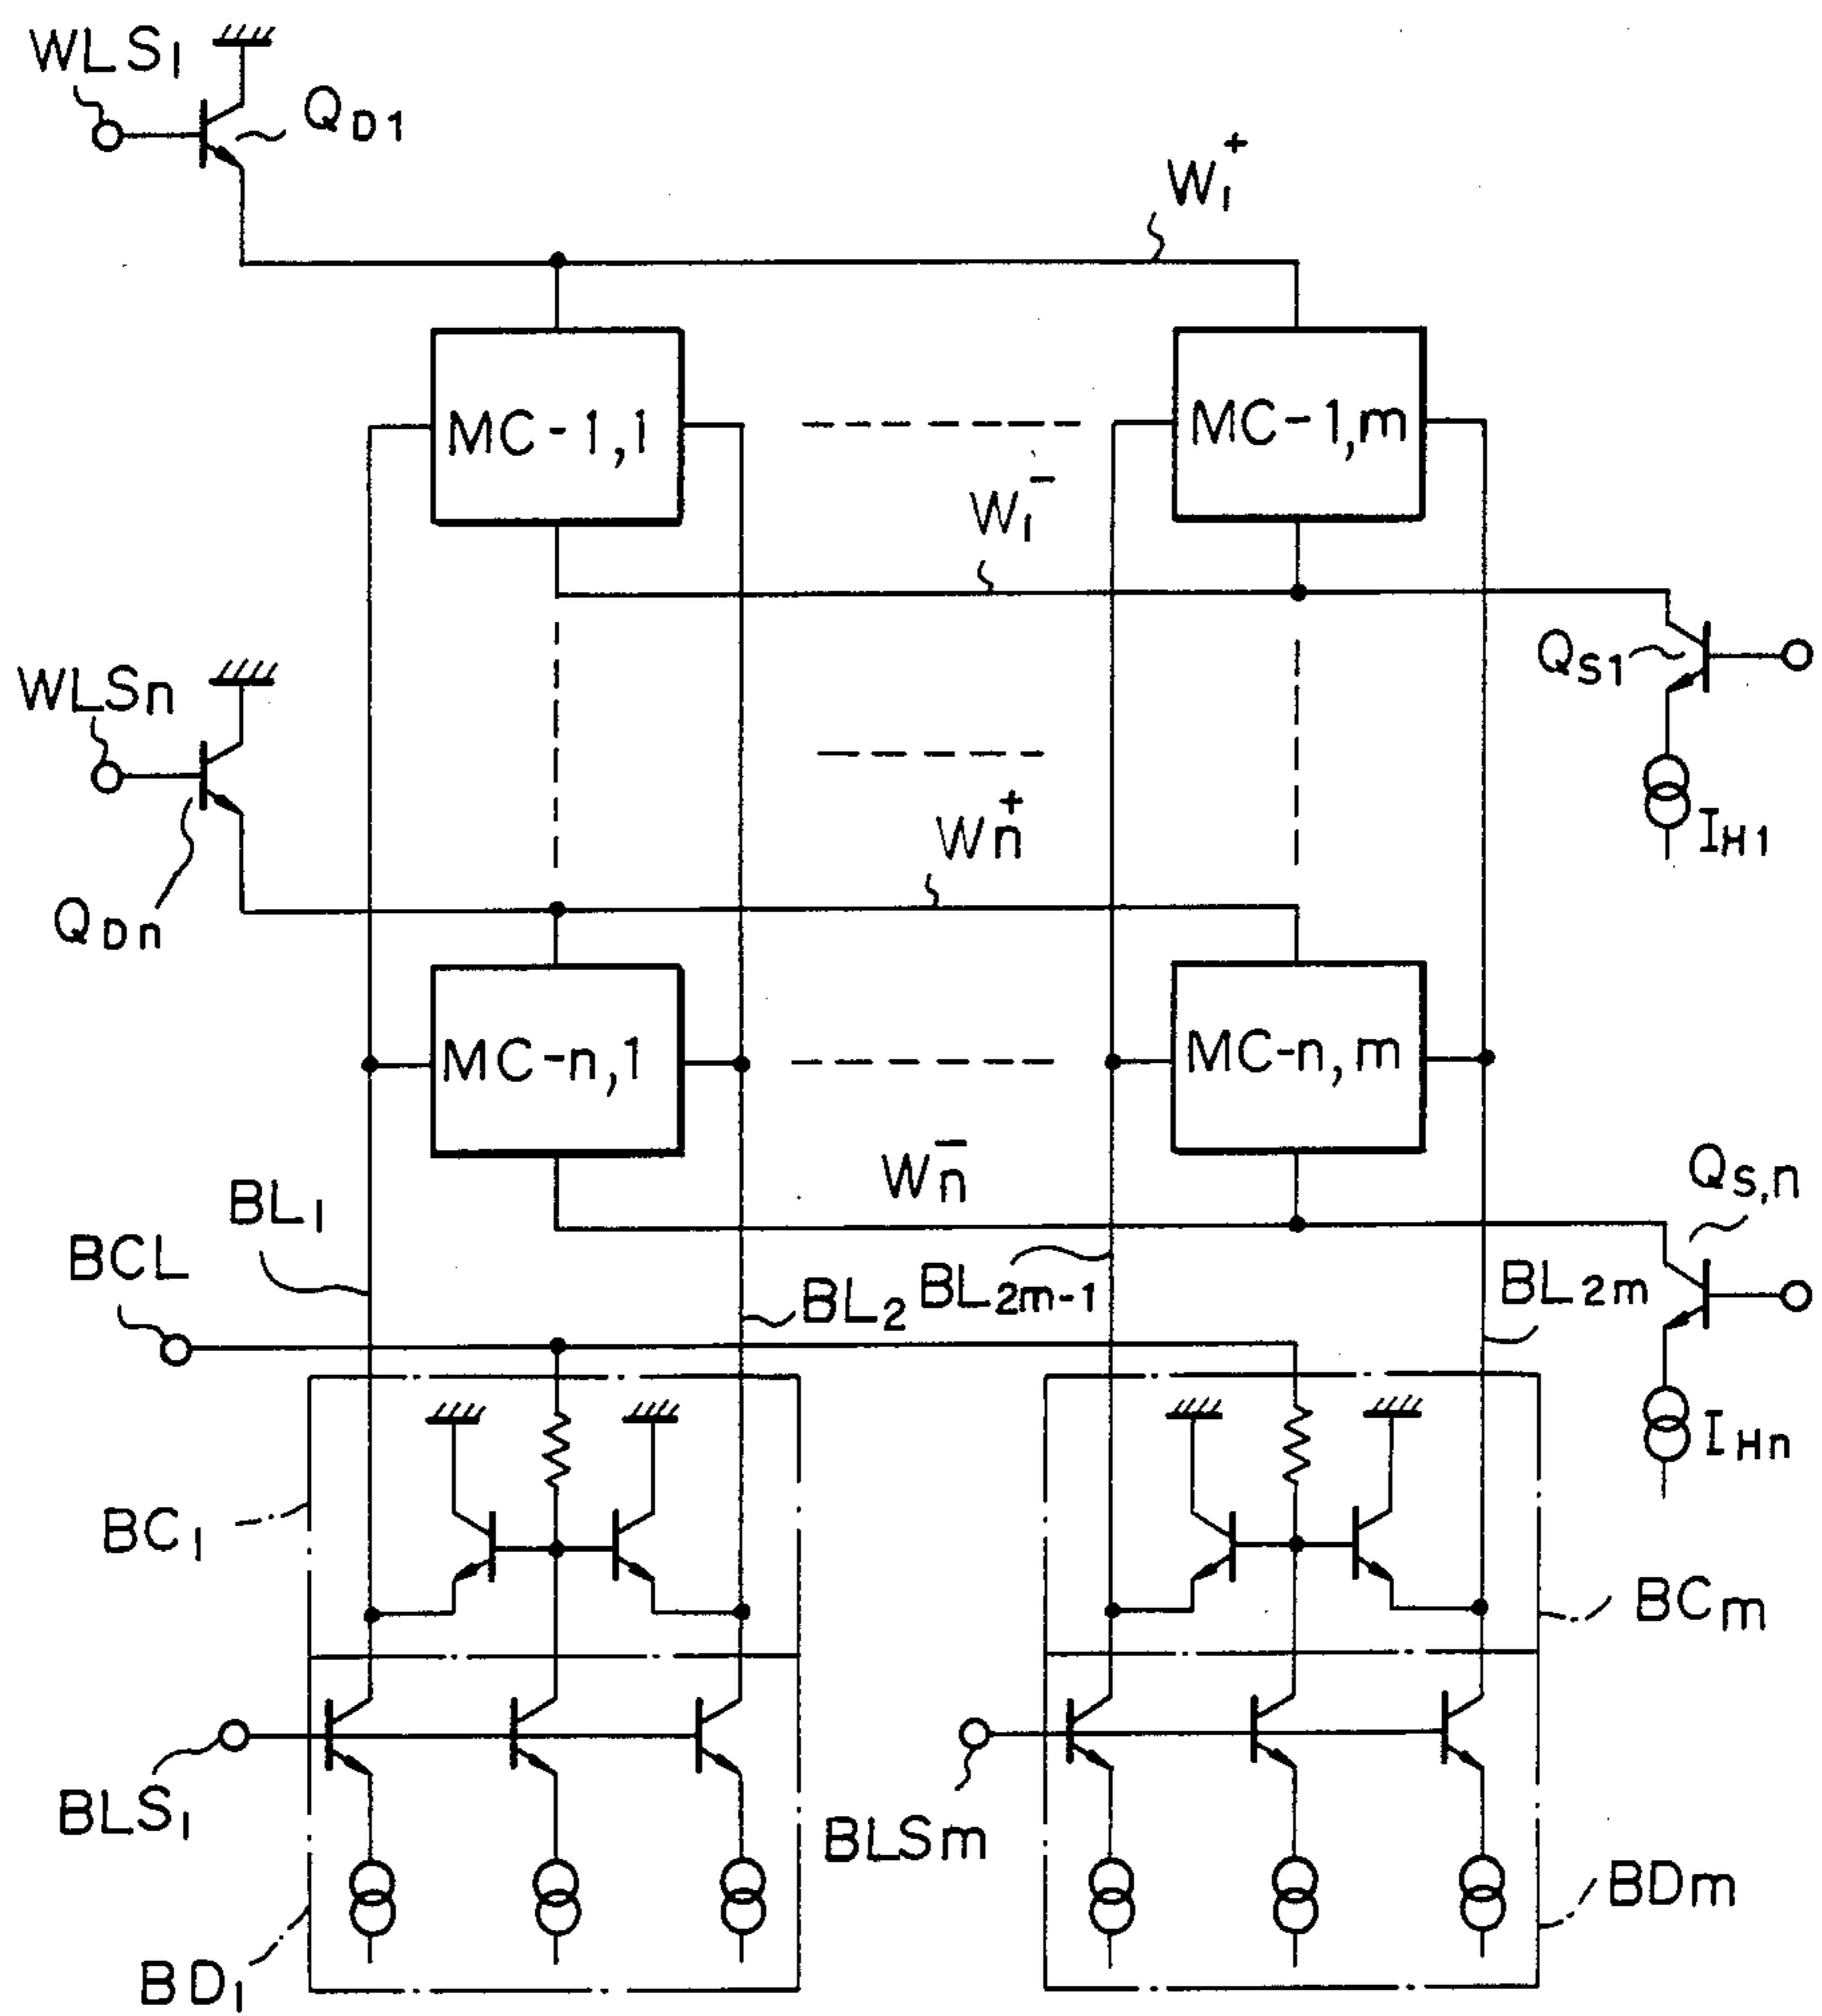 WLS1
QD1
W1+
MC-1,1
MC-1,m
W1-
QS1
WLSn
IH1
Wn+
QDn
MC-n,1
MC-n,m
Wn-
QS,n
BL1
BCL
BL2
BL2m-1
BL2m
IHn
BC1
BCm
BLS1
BLSm
BDm
BD1